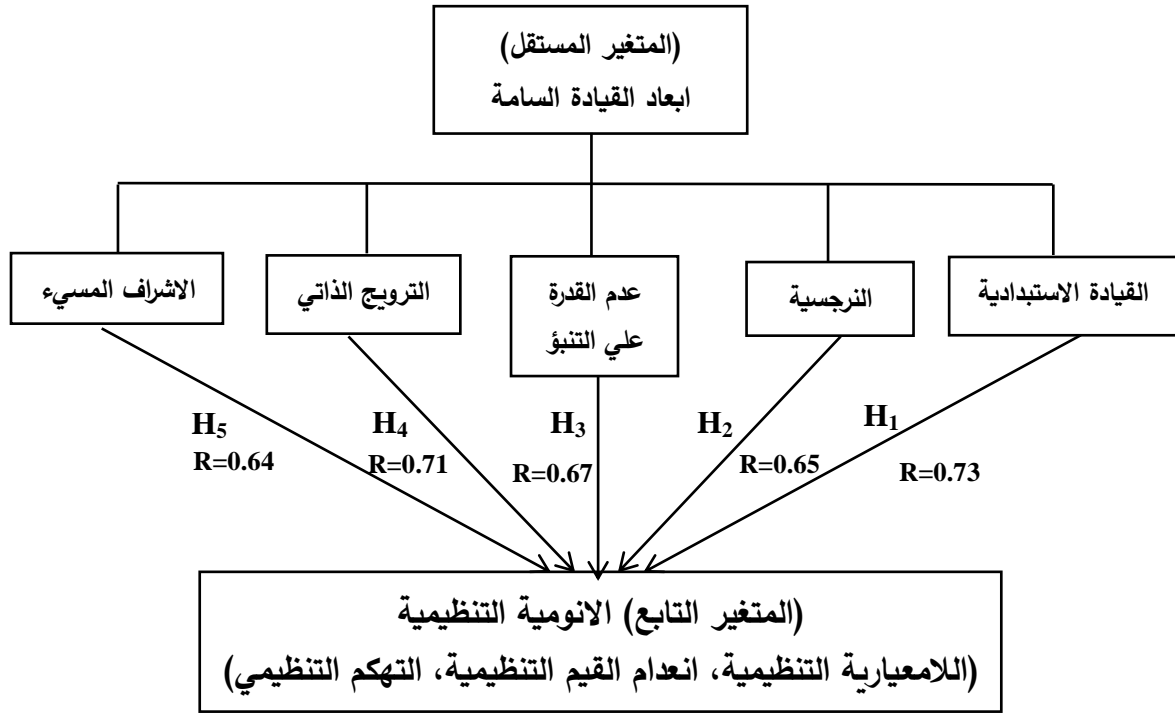 (المتغير المستقل)
ابعاد القيادة السامة
القيادة الاستبدادية
النرجسية
عدم القدرة
علي التنبؤ
الترويج الذاتي
الاشراف المسيء
H1
R=0.73
H2
R=0.65
H3
R=0.67
H4
R=0.71
H5
R=0.64
(المتغير التابع) الانومية التنظيمية
(اللامعيارية التنظيمية، انعدام القيم التنظيمية، التهكم التنظيمي)